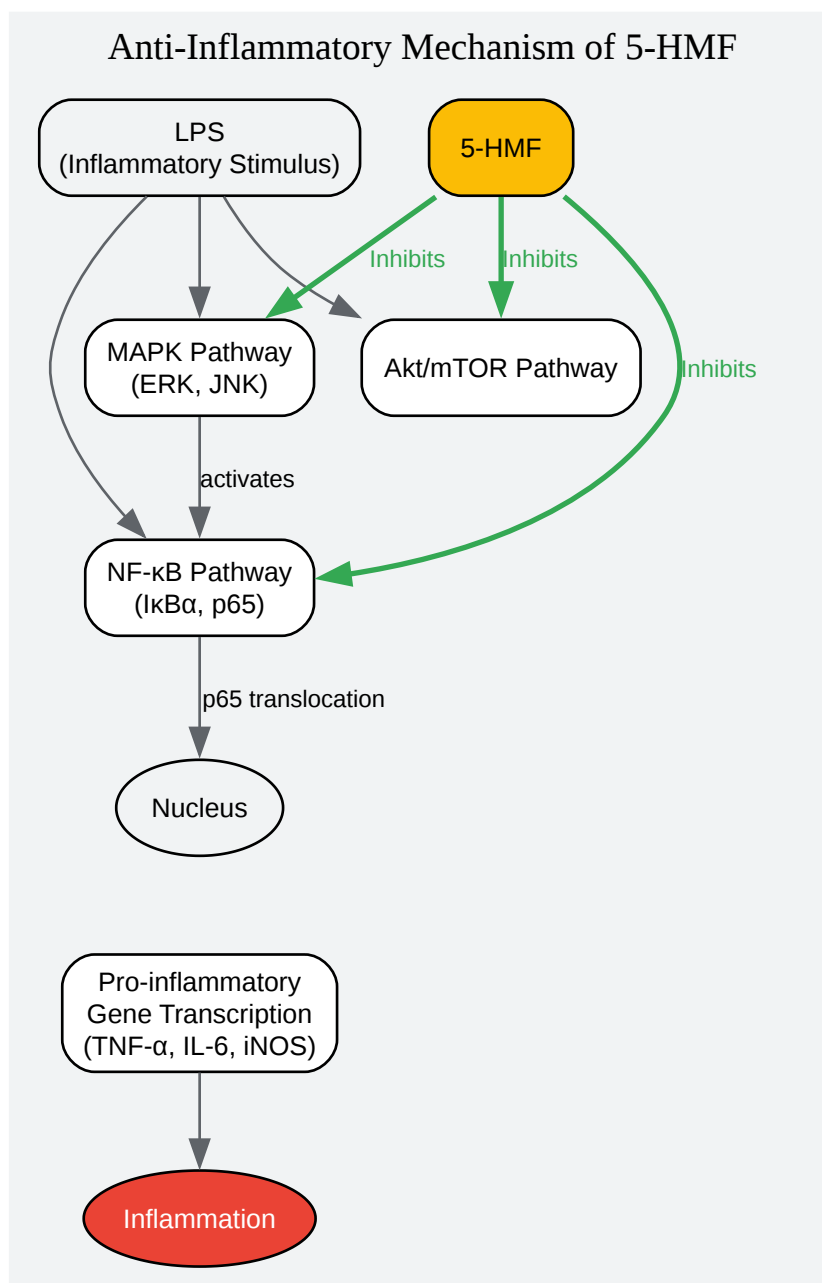 Anti-Inflammatory Mechanism of 5-HMF
LPS
(Inflammatory Stimulus)
5-HMF
Inhibits
Inhibits
MAPK Pathway
(ERK, JNK)
Akt/mTOR Pathway
Inhibits
activates
NF-κB Pathway
(IκBα, p65)
p65 translocation
Nucleus
Pro-inflammatory
Gene Transcription
(TNF-α, IL-6, iNOS)
Inflammation